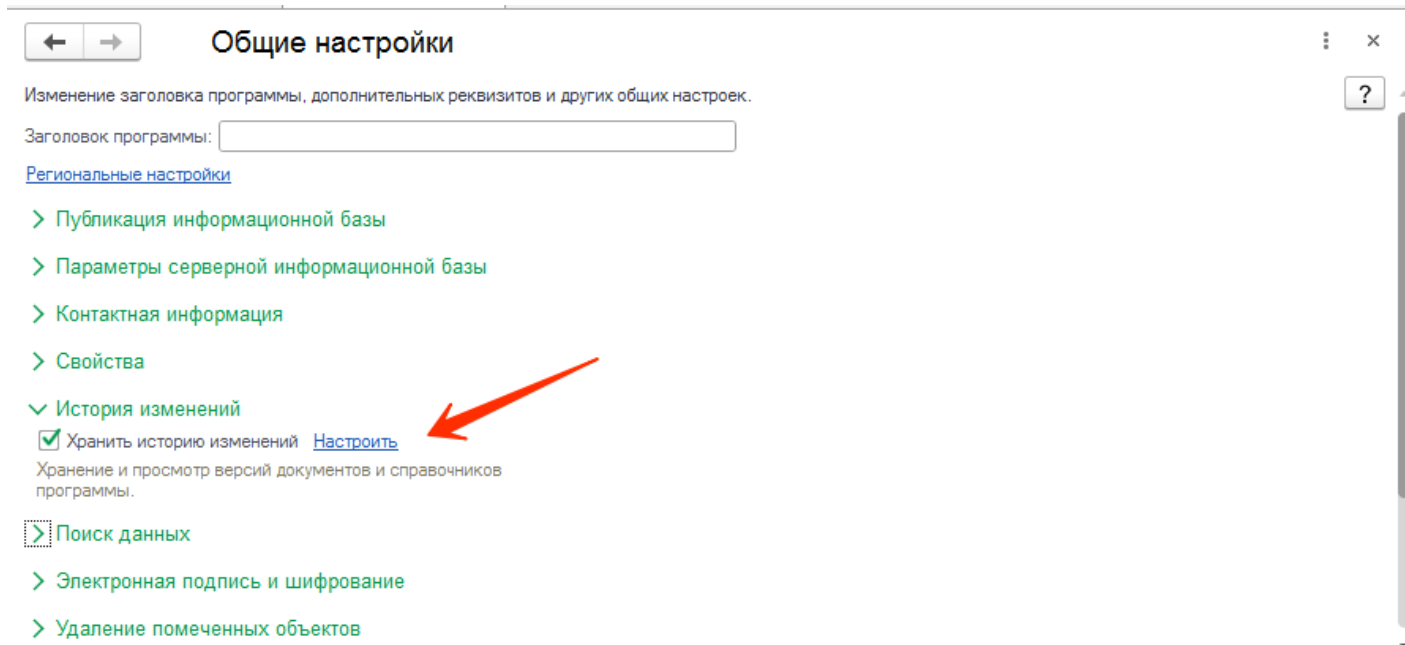 Общие настройки
Изменение заголовка программы, дополнительных реквизитов и других общих настроек.
?
Заголовок программы:
Региональные настройки
Публикация информационной базы
Параметры серверной информационной базы
Контактная информация
Свойства
История изменений
Хранить историю изменений Настроить
Хранение и просмотр версий документов и справочников
программы.
Поиск данных
Электронная подпись и шифрование
Удаление помеченных объектов